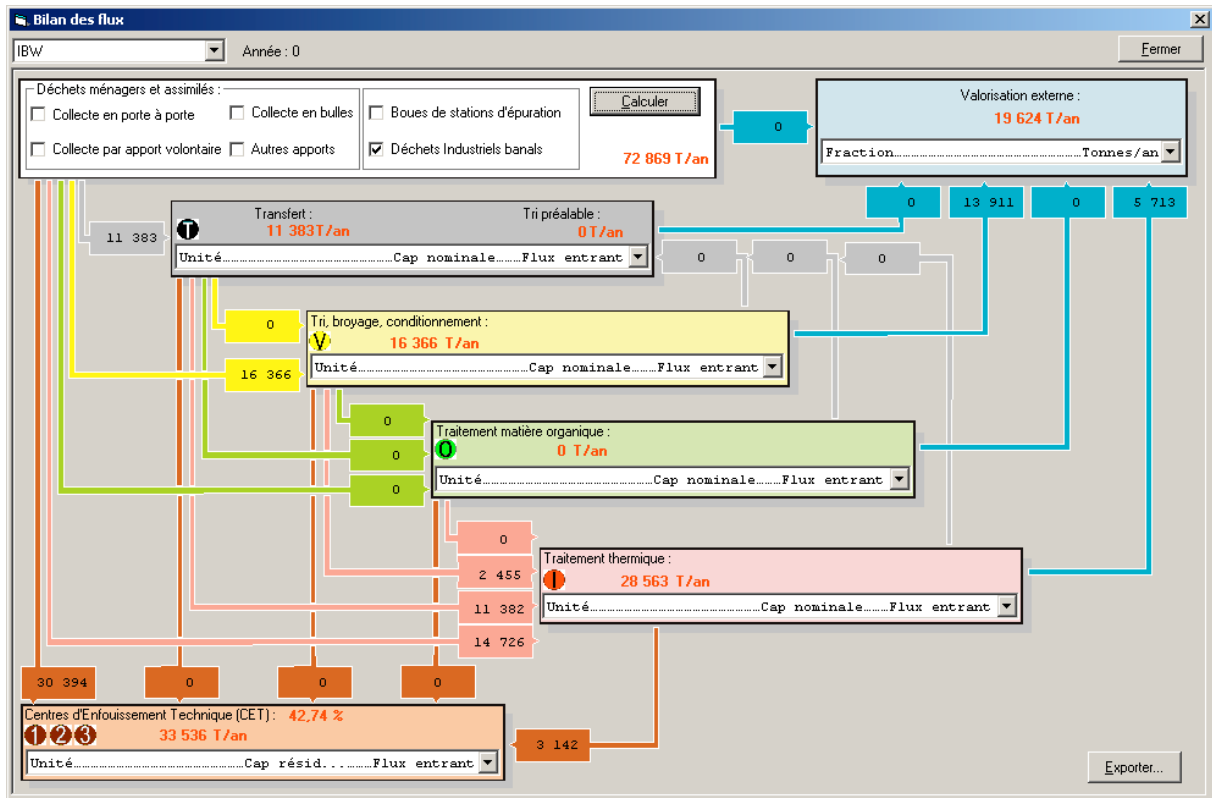 Bilan des flux
IBW
Année : 0
Fermer
Déchets ménagers et assimilés :
Collecte en porte à porte
Collecte en bulles
Collecte par apport volontaire
Autres apports
Boues de stations d'épuration
Déchets Industriels banals
Calculer
72 869 T/an
0
Valorisation externe :
19 624 T/an
Fraction...Tonnes/an
0
13 911
0
5 713
11 383
T
Transfert :
11 383T/an
Tri préalable :
0T/an
Unité...Cap nominale...Flux entrant
0
0
0
0
16 366
Tri, broyage, conditionnement :
V
16 366 T/an
Unité...Cap nominale...Flux entrant
0
0
0
Traitement matière organique :
O
0 T/an
Unité...Cap nominale...Flux entrant
0
2 455
11 382
14 726
Traitement thermique :
I
28 563 T/an
Unité...Cap nominale...Flux entrant
30 394
0
0
0
Centres d'Enfouissement Technique (CET) : 42,74 %
1 2 3
33 536 T/an
Unité...Cap résid...Flux entrant
3 142
Exporter...